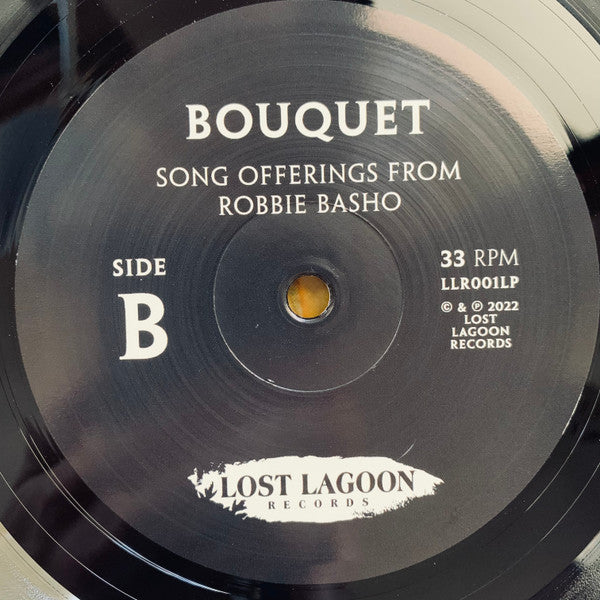 BOUQUET
SONG OFFERINGS FROM
ROBBIE BASHO
SIDE
B
33 RPM
LLR001LP
© & ℗ 2022
LOST
LAGOON
RECORDS
LOST LAGOON
RECORDS